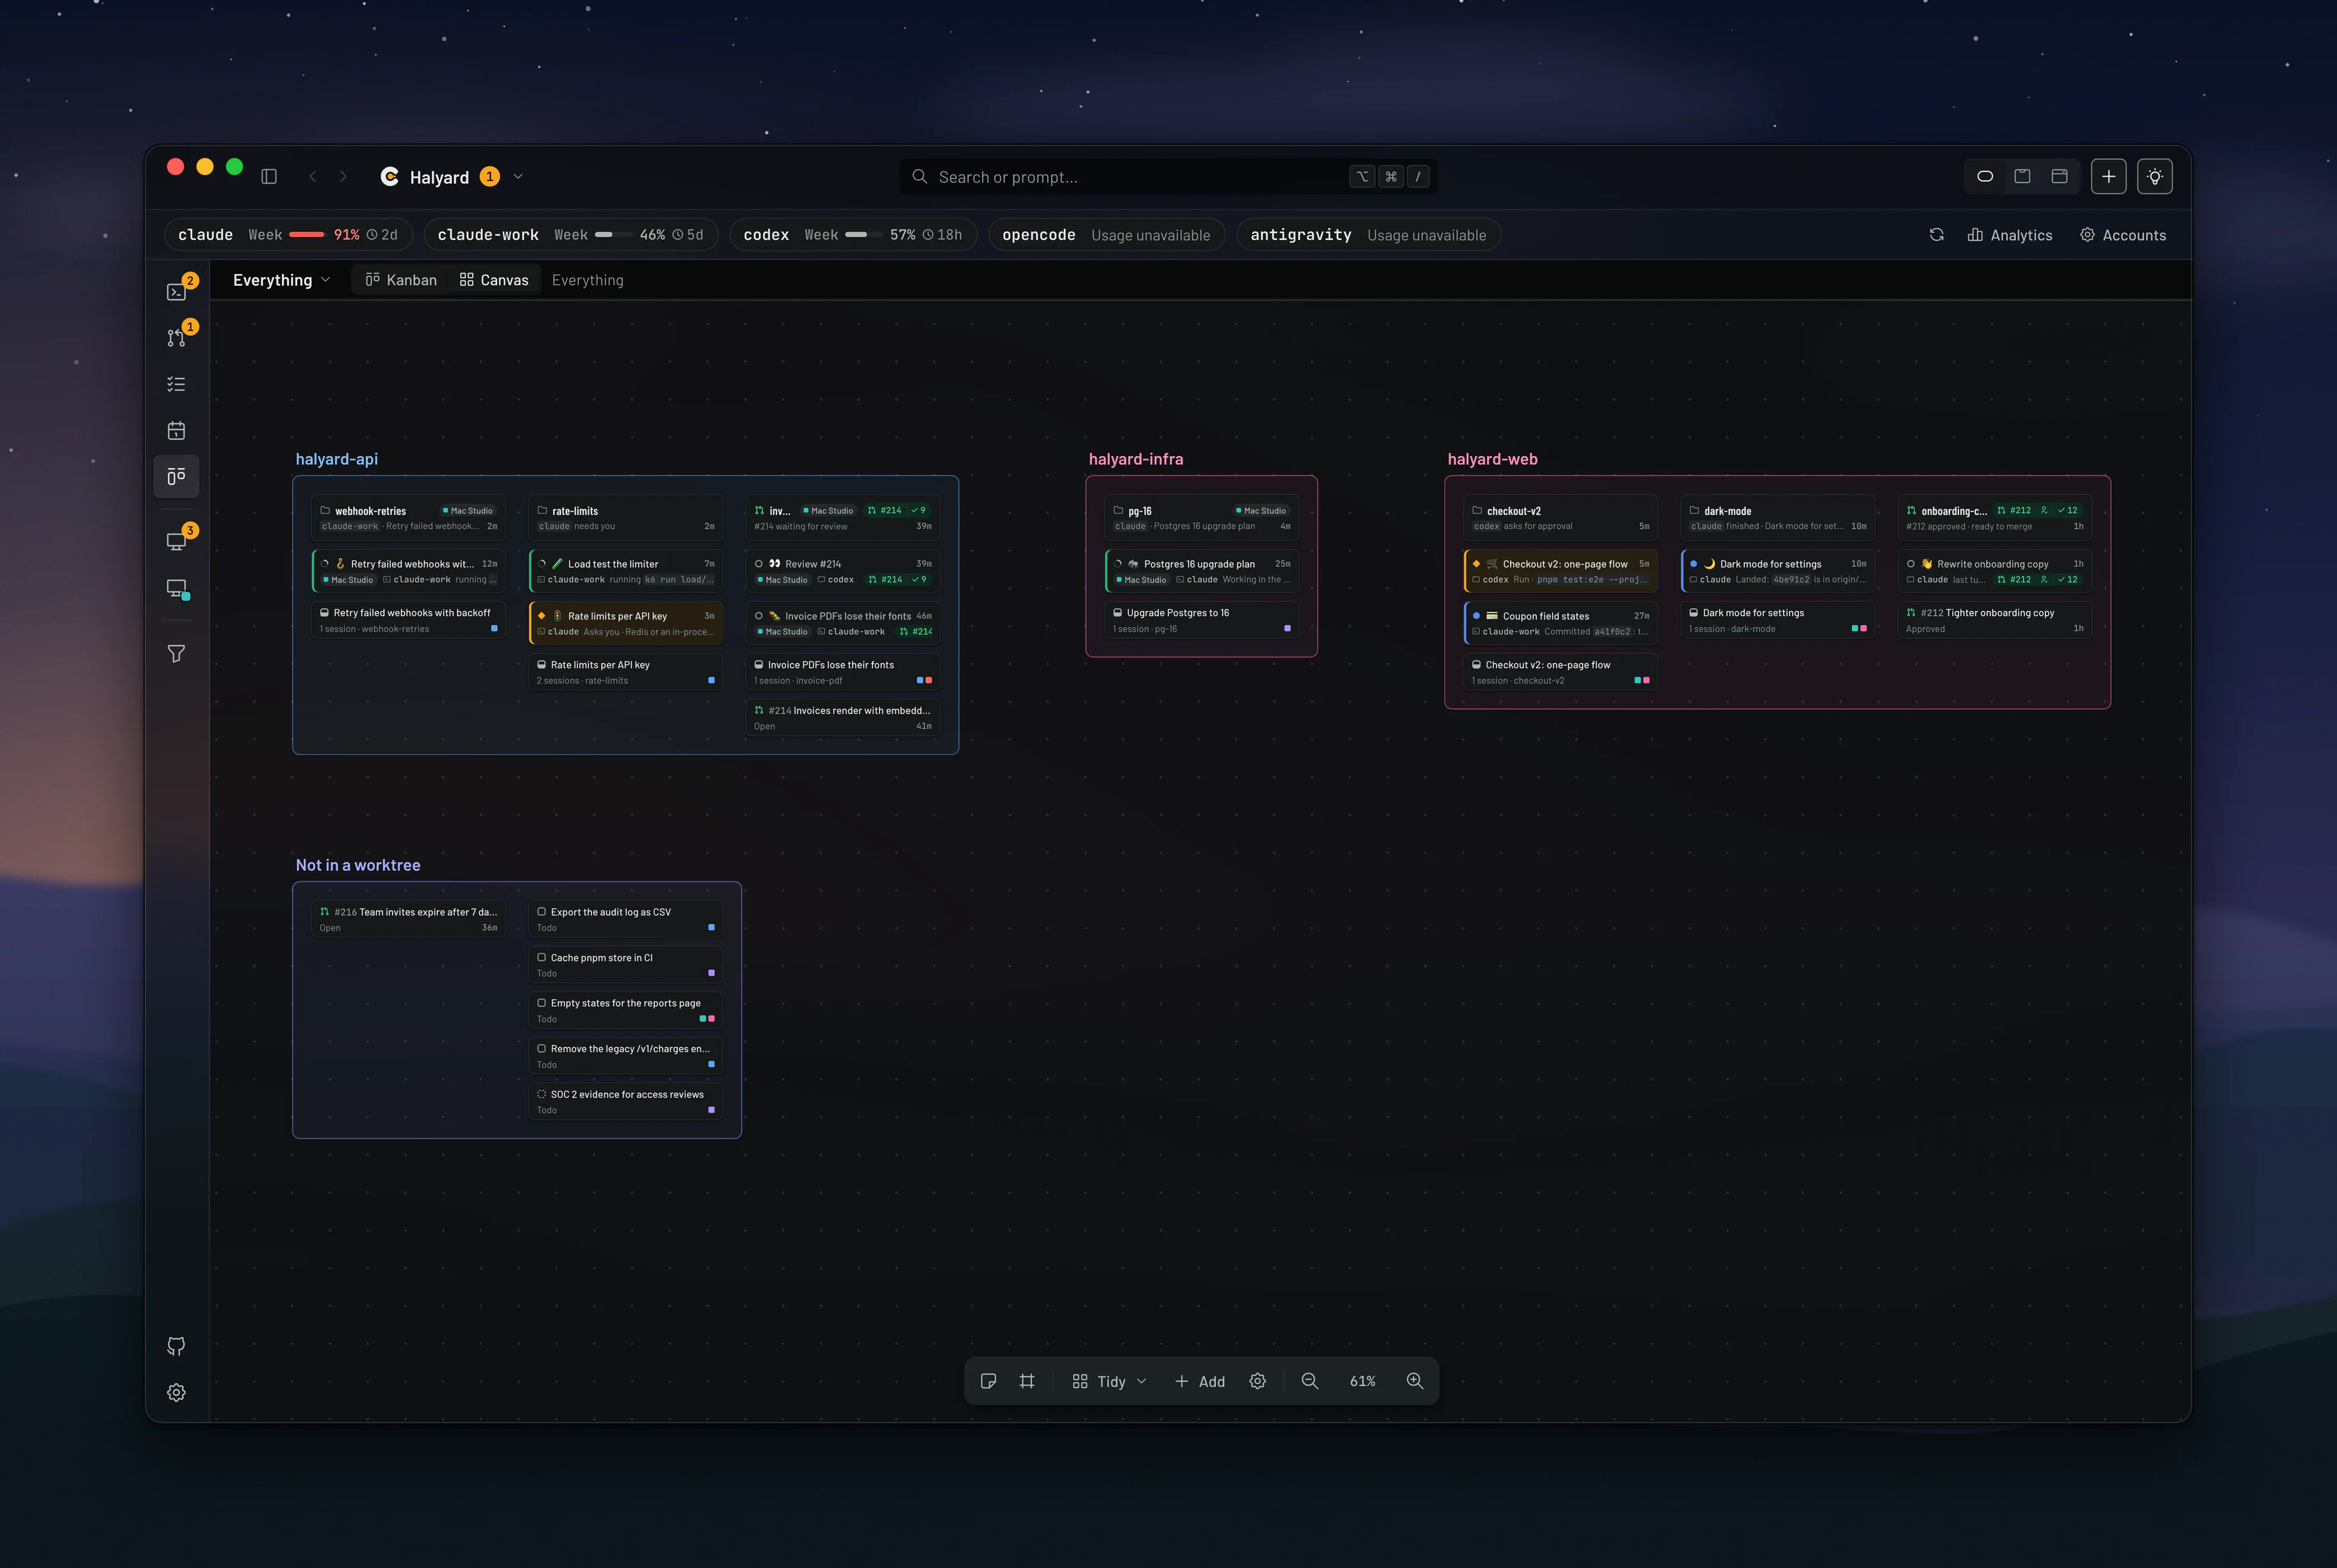 Halyard 1
Search or prompt... ⌥ ⌘ /
claude Week 91% 2d
claude-work Week 46% 5d
codex Week 57% 18h
opencode Usage unavailable
antigravity Usage unavailable
Analytics
Accounts
2
1
3
Everything
Kanban
Canvas
Everything
halyard-api
webhook-retries Mac Studio
claude-work · Retry failed webhook... 2m
Retry failed webhooks wit... 12m
Mac Studio claude-work running ...
Retry failed webhooks with backoff
1 session · webhook-retries
rate-limits
claude needs you 2m
Load test the limiter 7m
claude-work running k6 run load/...
Rate limits per API key 3m
claude Asks you · Redis or an in-proce...
Rate limits per API key
2 sessions · rate-limits
inv... Mac Studio #214 9
#214 waiting for review 39m
Review #214 39m
Mac Studio codex #214 9
Invoice PDFs lose their fonts 46m
Mac Studio claude-work #214
Invoice PDFs lose their fonts
1 session · invoice-pdf
#214 Invoices render with embedd...
Open 41m
halyard-infra
pg-16 Mac Studio
claude · Postgres 16 upgrade plan 4m
Postgres 16 upgrade plan 25m
Mac Studio claude Working in the ...
Upgrade Postgres to 16
1 session · pg-16
halyard-web
checkout-v2
codex asks for approval 5m
Checkout v2: one-page flow 5m
codex Run · pnpm test:e2e --proj...
Coupon field states 27m
claude-work Committed a41f0c2: t...
Checkout v2: one-page flow
1 session · checkout-v2
dark-mode
claude finished · Dark mode for set... 10m
Dark mode for settings 10m
claude Landed: 4be91c2 is in origin/...
Dark mode for settings
1 session · dark-mode
onboarding-c... #212 12
#212 approved · ready to merge 1h
Rewrite onboarding copy 1h
claude last tu... #212 12
#212 Tighter onboarding copy
Approved 1h
Not in a worktree
#216 Team invites expire after 7 da...
Open 36m
Export the audit log as CSV
Todo
Cache pnpm store in CI
Todo
Empty states for the reports page
Todo
Remove the legacy /v1/charges en...
Todo
SOC 2 evidence for access reviews
Todo
Tidy
Add
61%